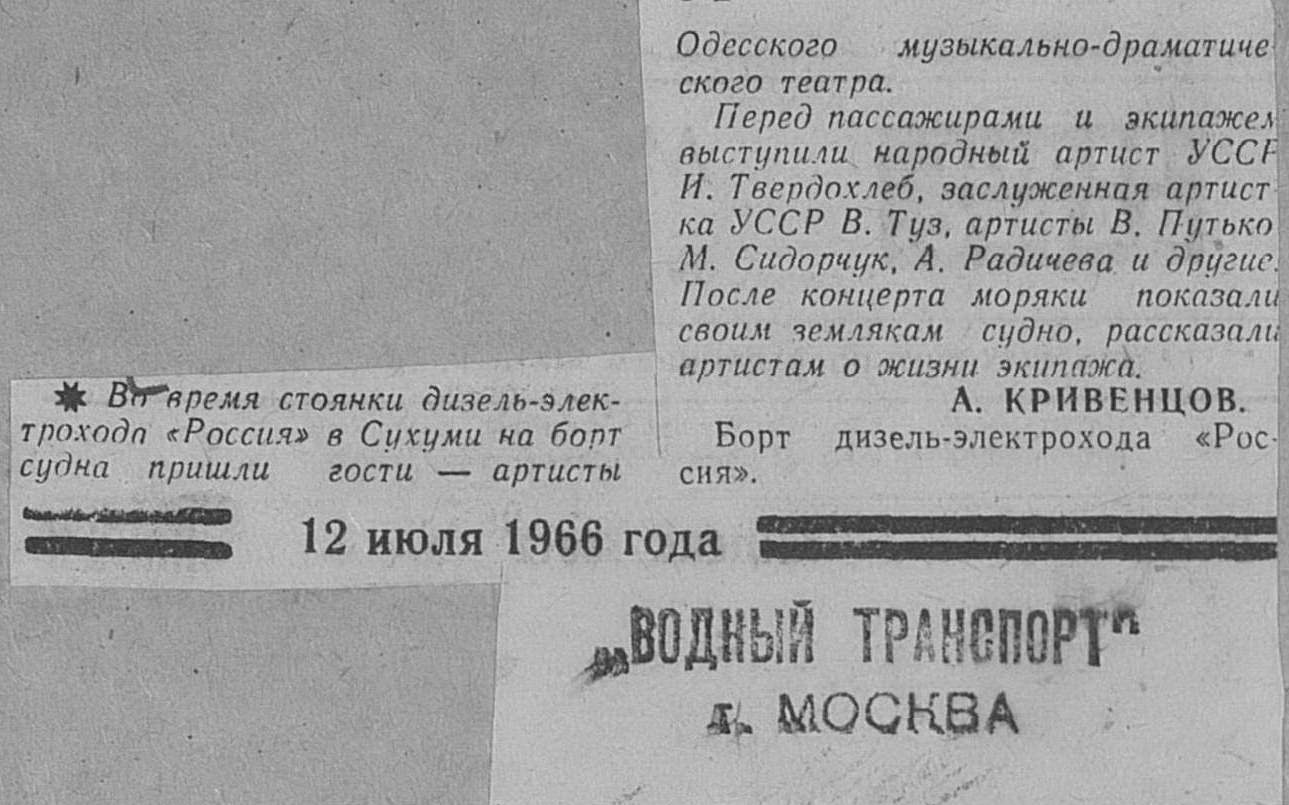 ✷ Во время стоянки дизель-элек-
трохода «Россия» в Сухуми на борт
судна пришли гости — артисты
Одесского музыкально-драматиче-
ского театра.
Перед пассажирами и экипажем
выступили народный артист УССР
И. Твердохлеб, заслуженная артист-
ка УССР В. Туз, артисты В. Путько,
М. Сидорчук, А. Радичева и другие.
После концерта моряки показали
своим землякам судно, рассказали
артистам о жизни экипажа.
А. КРИВЕНЦОВ.
Борт дизель-электрохода «Рос-
сия».
12 июля 1966 года
„ВОДНЫЙ ТРАНСПОРТ"
г. МОСКВА